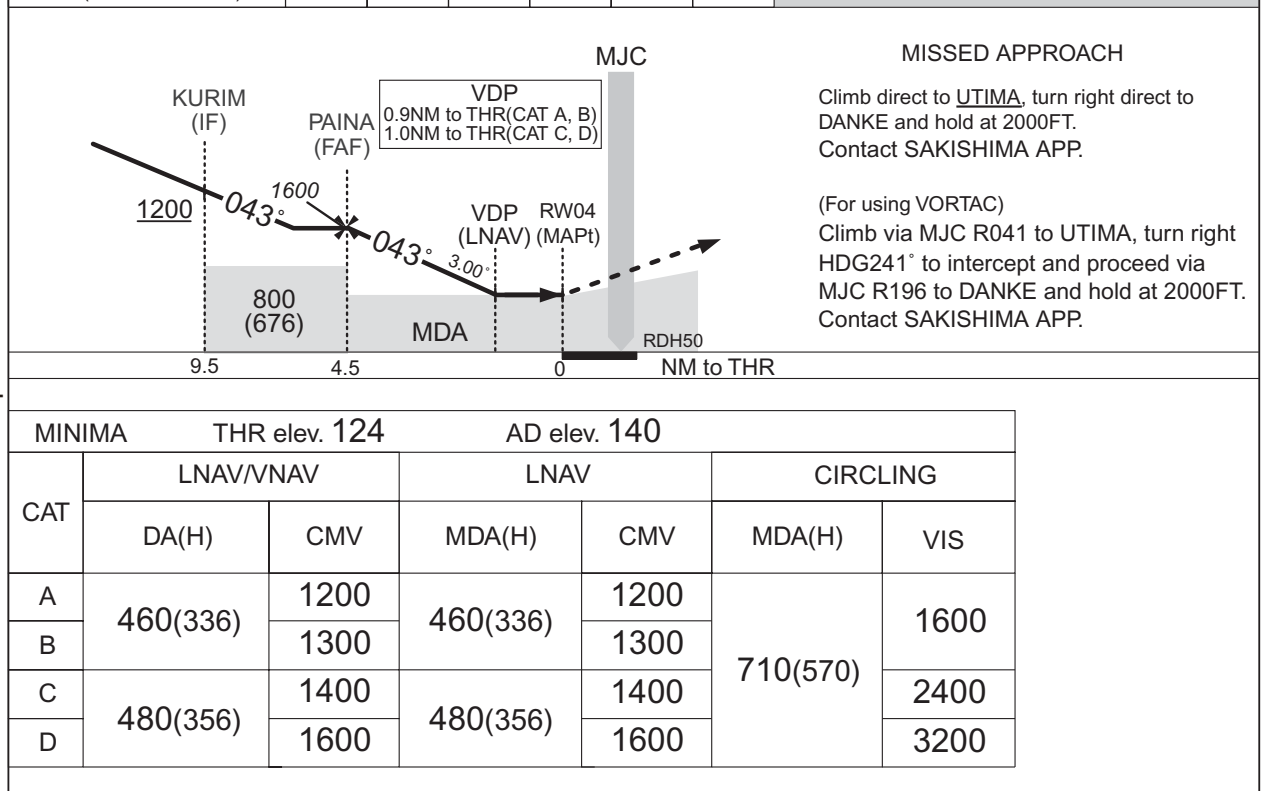 MJC
KURIM
(IF)
PAINA
(FAF)
VDP
0.9NM to THR(CAT A, B)
1.0NM to THR(CAT C, D)
1200
043°
1600
043°
3.00°
VDP
(LNAV)
RW04
(MAPt)
800
(676)
MDA
RDH50
9.5 4.5 0 NM to THR
MISSED APPROACH
Climb direct to UTIMA, turn right direct to
DANKE and hold at 2000FT.
Contact SAKISHIMA APP.
(For using VORTAC)
Climb via MJC R041 to UTIMA, turn right
HDG241° to intercept and proceed via
MJC R196 to DANKE and hold at 2000FT.
Contact SAKISHIMA APP.
MINIMA THR elev. 124 AD elev. 140
CAT LNAV/VNAV LNAV CIRCLING
DA(H) CMV MDA(H) CMV MDA(H) VIS
A 460(336) 1200 460(336) 1200 710(570) 1600
B 1300 1300
C 480(356) 1400 480(356) 1400 2400
D 1600 1600 3200